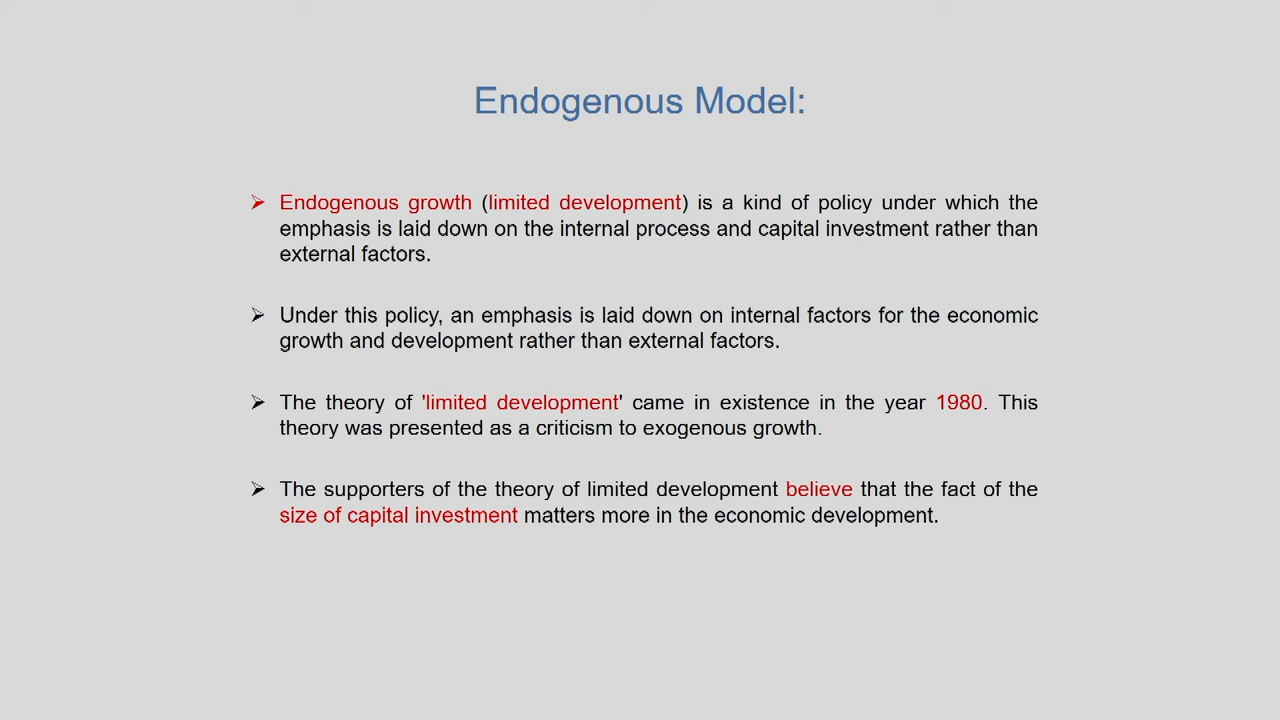 Endogenous Model:
Endogenous growth (limited development) is a kind of policy under which the
emphasis is laid down on the internal process and capital investment rather than
external factors.
Under this policy, an emphasis is laid down on internal factors for the economic
growth and development rather than external factors.
The theory of 'limited development' came in existence in the year 1980. This
theory was presented as a criticism to exogenous growth.
The supporters of the theory of limited development believe that the fact of the
size of capital investment matters more in the economic development.